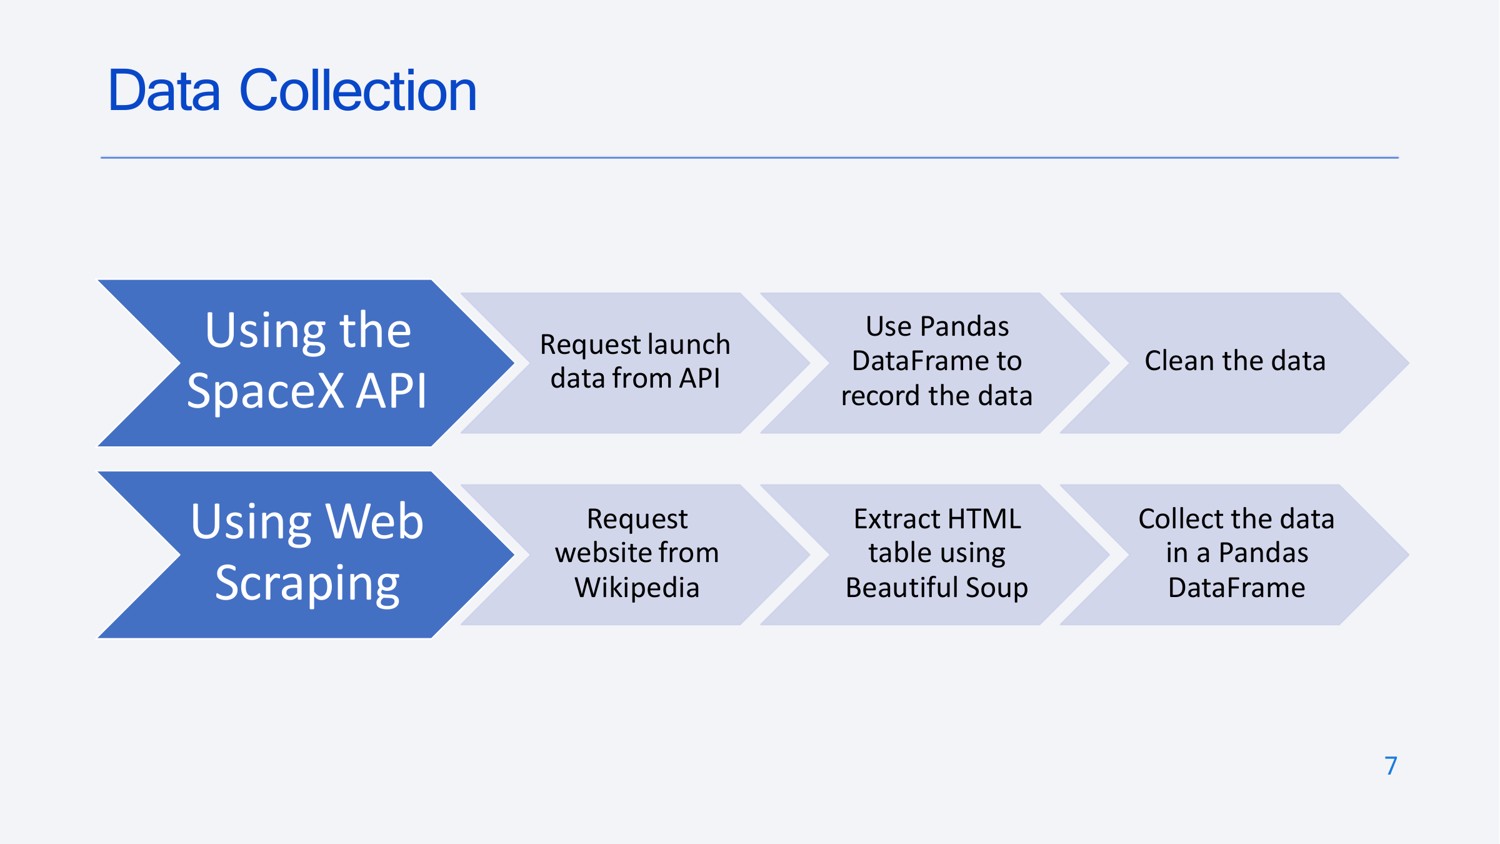 Data Collection
Using the
SpaceX API
Request launch
data from API
Use Pandas
DataFrame to
record the data
Clean the data
Using Web
Scraping
Request
website from
Wikipedia
Extract HTML
table using
Beautiful Soup
Collect the data
in a Pandas
DataFrame
7